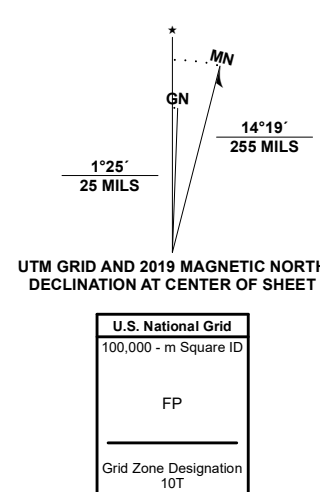 ★
MN
GN
14°19´
255 MILS
1°25´
25 MILS
UTM GRID AND 2019 MAGNETIC NORTH
DECLINATION AT CENTER OF SHEET
U.S. National Grid
100,000 - m Square ID
FP
Grid Zone Designation
10T